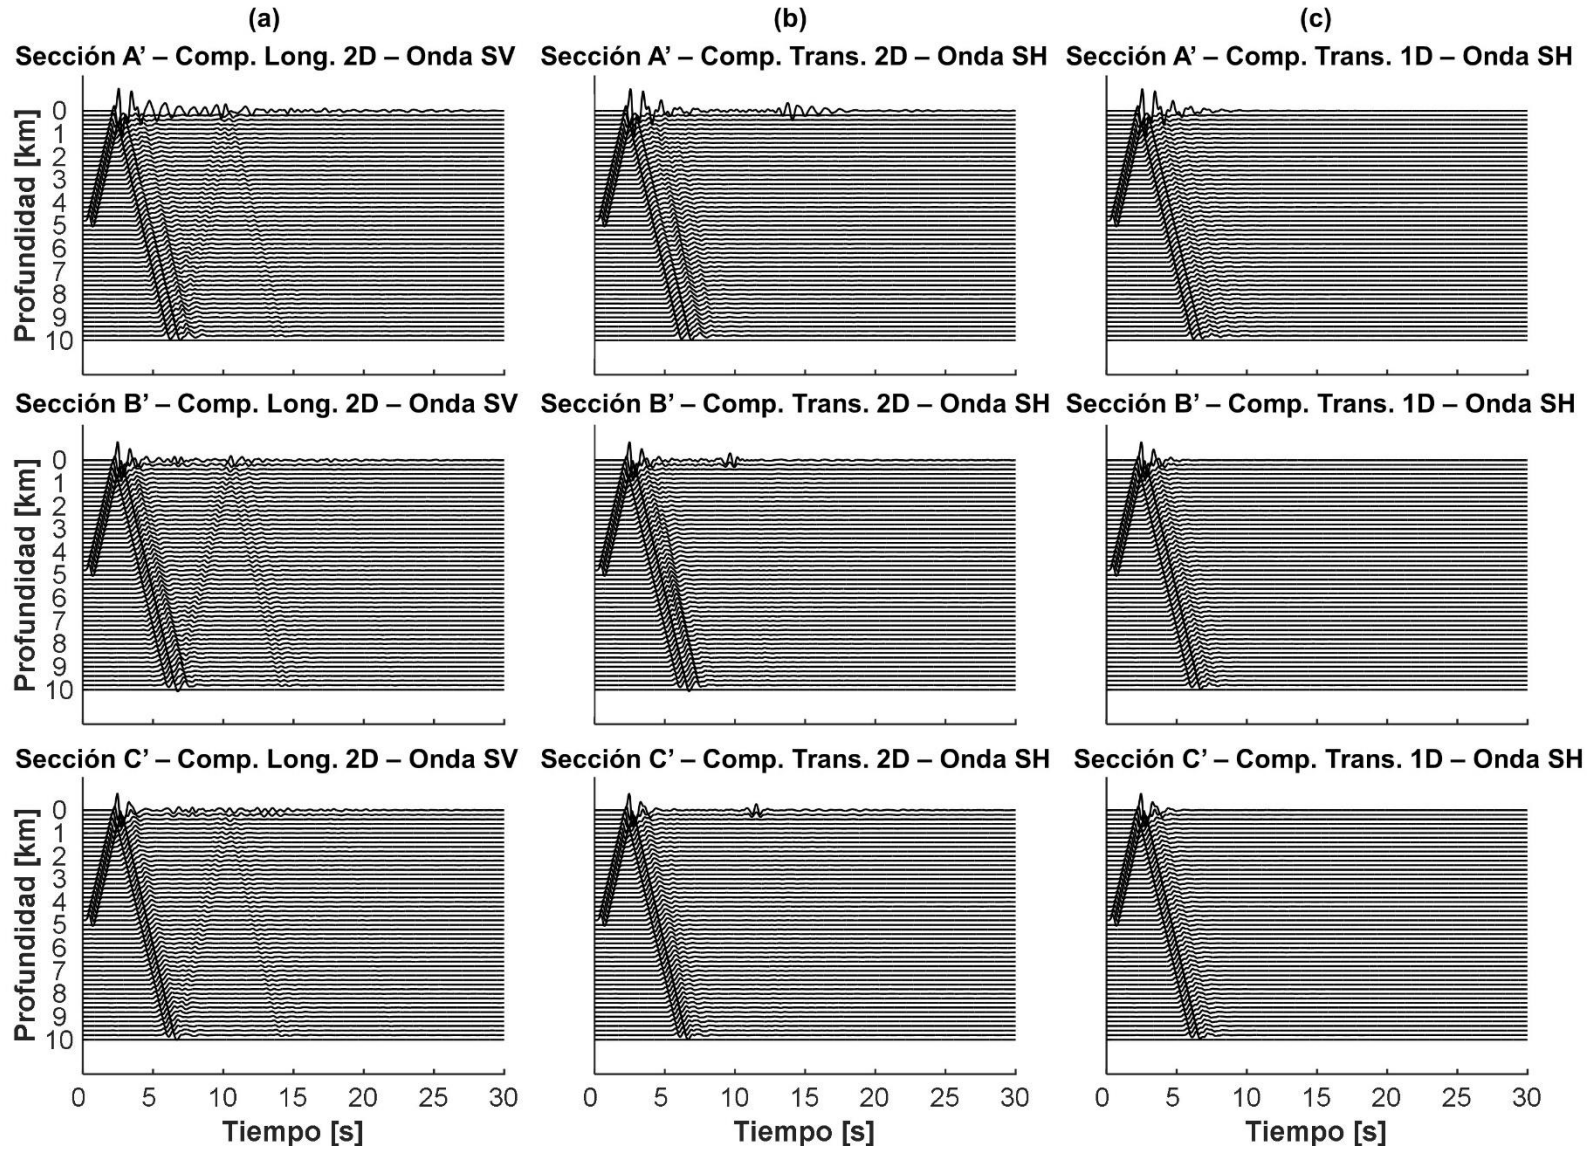 (a) (b) (c)
Sección A’ – Comp. Long. 2D – Onda SV
Sección A’ – Comp. Trans. 2D – Onda SH
Sección A’ – Comp. Trans. 1D – Onda SH
Profundidad [km]
0
1
2
3
4
5
6
7
8
9
10
Sección B’ – Comp. Long. 2D – Onda SV
Sección B’ – Comp. Trans. 2D – Onda SH
Sección B’ – Comp. Trans. 1D – Onda SH
Profundidad [km]
0
1
2
3
4
5
6
7
8
9
10
Sección C’ – Comp. Long. 2D – Onda SV
Sección C’ – Comp. Trans. 2D – Onda SH
Sección C’ – Comp. Trans. 1D – Onda SH
Profundidad [km]
0
1
2
3
4
5
6
7
8
9
10
0 5 10 15 20 25 30
0 5 10 15 20 25 30
0 5 10 15 20 25 30
Tiempo [s]
Tiempo [s]
Tiempo [s]